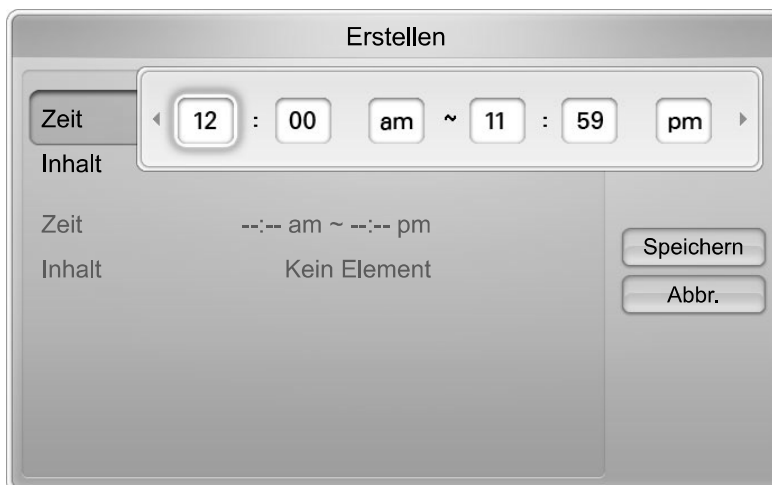 Erstellen
Zeit 12 : 00 am ~ 11 : 59 pm
Inhalt
Zeit --:-- am ~ --:-- pm
Inhalt Kein Element
Speichern
Abbr.